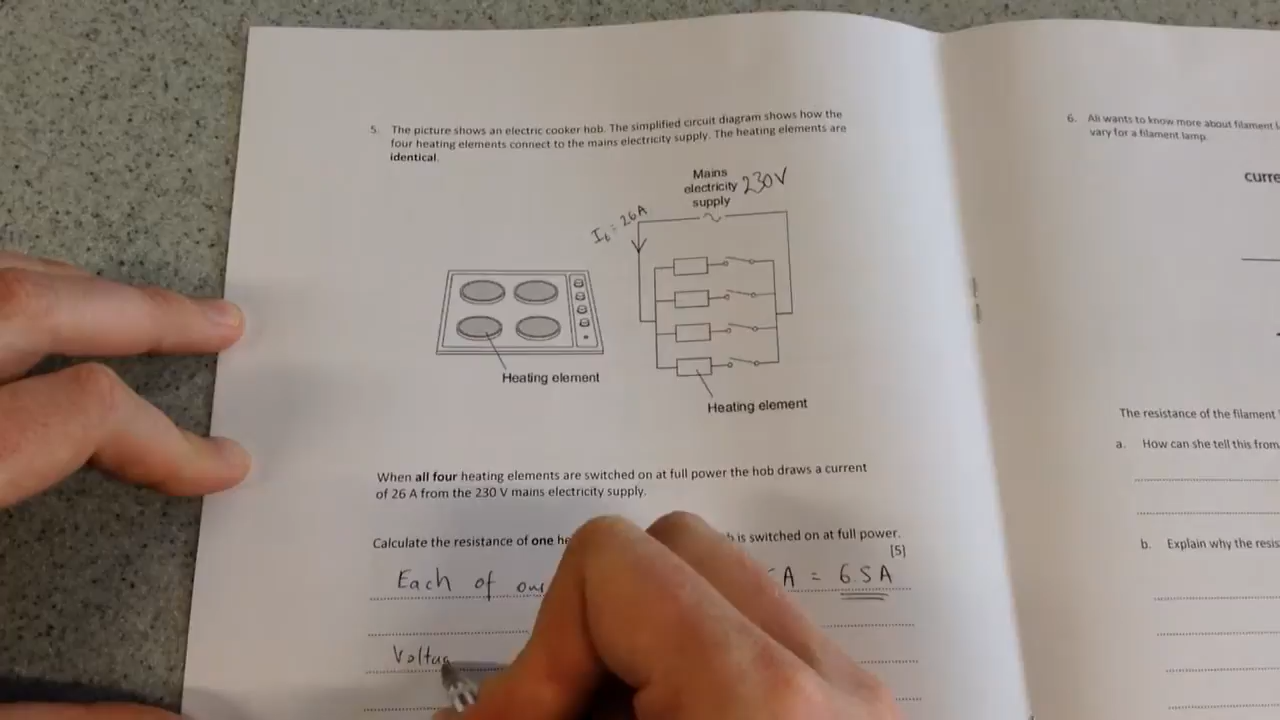 5. The picture shows an electric cooker hob. The simplified circuit diagram shows how the
four heating elements connect to the mains electricity supply. The heating elements are
identical.
Mains
electricity 230V
supply
It = 26A
Heating element
Heating element
When all four heating elements are switched on at full power the hob draws a current
of 26 A from the 230 V mains electricity supply.
Calculate the resistance of one is switched on at full power.
[5]
Each of A = 6.5A
6. Ali wants to know more about filament
vary for a filament lamp.
The resistance of the filament
a. How can she tell this from
b. Explain why the